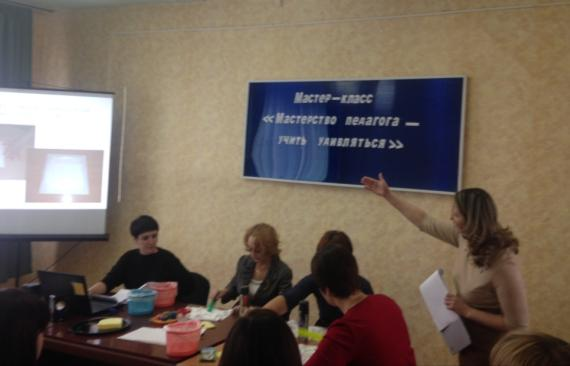 Мастер–класс
«Мастерство педагога –
учить удивляться»